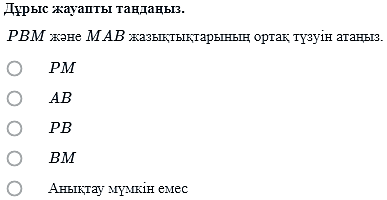 Дұрыс жауапты таңдаңыз.
PBM және MAB жазықтықтарының ортақ түзуін атаңыз.
PM
AB
PB
BM
Анықтау мүмкін емес